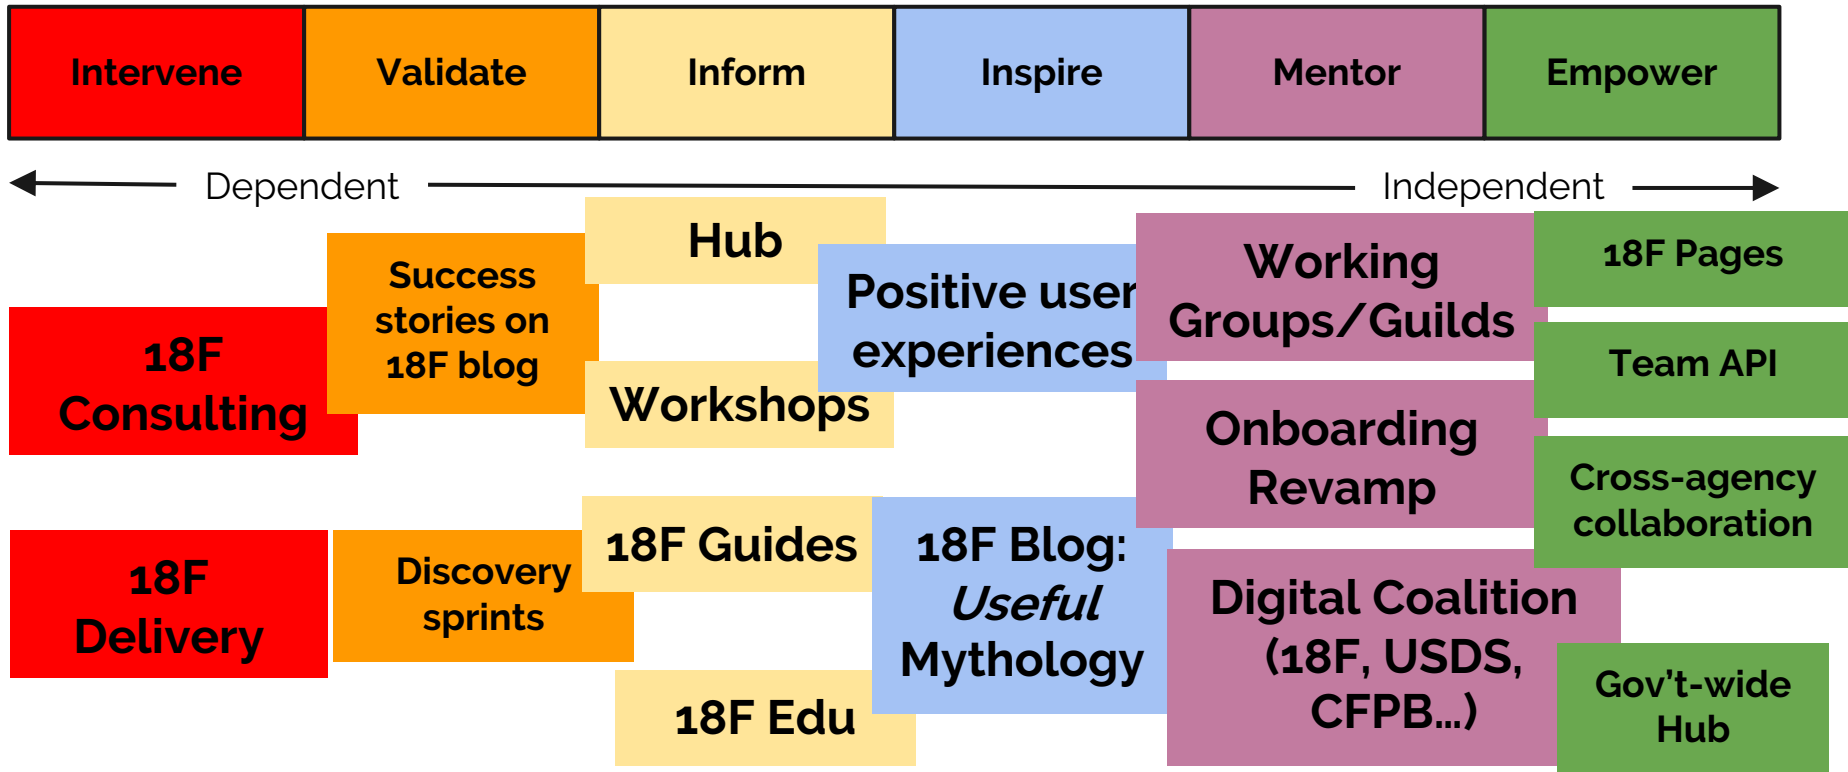 Intervene
Validate
Inform
Inspire
Mentor
Empower
Dependent
Independent
18F
Consulting
18F
Delivery
Success
stories on
18F blog
Discovery
sprints
Hub
Workshops
18F Guides
18F Edu
Positive user
experiences
18F Blog:
Useful
Mythology
Working
Groups/Guilds
Onboarding
Revamp
Digital Coalition
(18F, USDS,
CFPB...)
18F Pages
Team API
Cross-agency
collaboration
Gov’t-wide
Hub